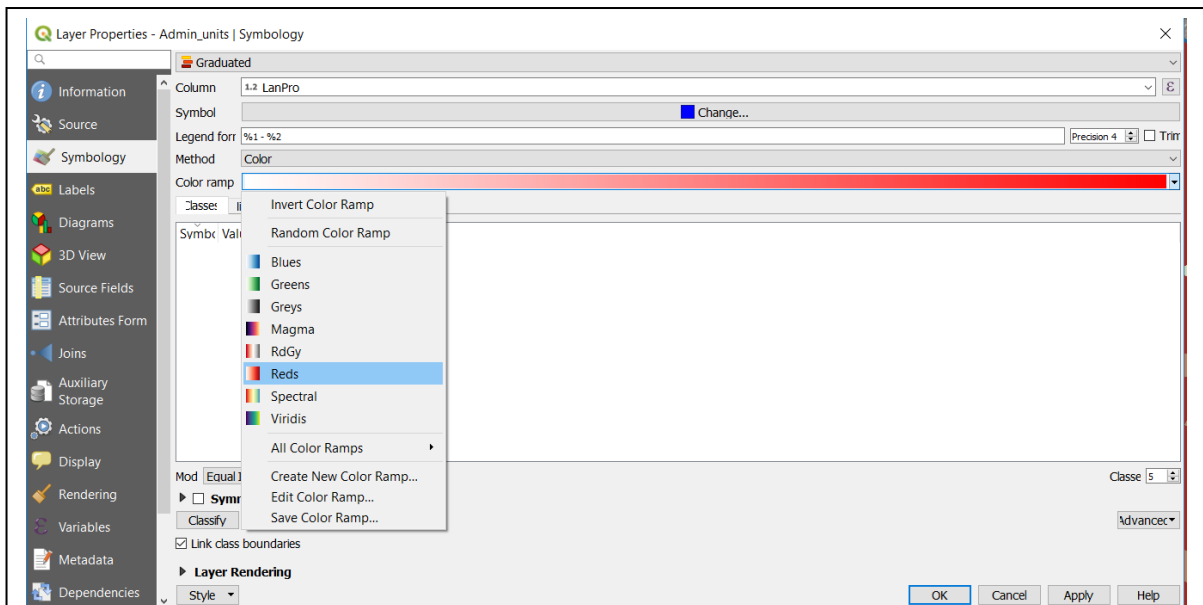 Layer Properties - Admin_units | Symbology
Graduated
Information
Column 1.2 LanPro ε
Symbol Change...
Source
Legend forr %1 - %2 Precision 4 Trim
Symbology
Method Color
Color ramp
Labels
Classes
Invert Color Ramp
Diagrams
Symbc Valu
Random Color Ramp
3D View
Blues
Source Fields
Greens
Greys
Attributes Form
Magma
Joins
RdGy
Reds
Auxiliary
Storage
Spectral
Viridis
Actions
All Color Ramps
Display
Mod Equal I
Create New Color Ramp...
Classe 5
Rendering
Symr
Edit Color Ramp...
Variables
Classify
Save Color Ramp...
Advancec
Link class boundaries
Metadata
Layer Rendering
Dependencies
Style
OK Cancel Apply Help
abc